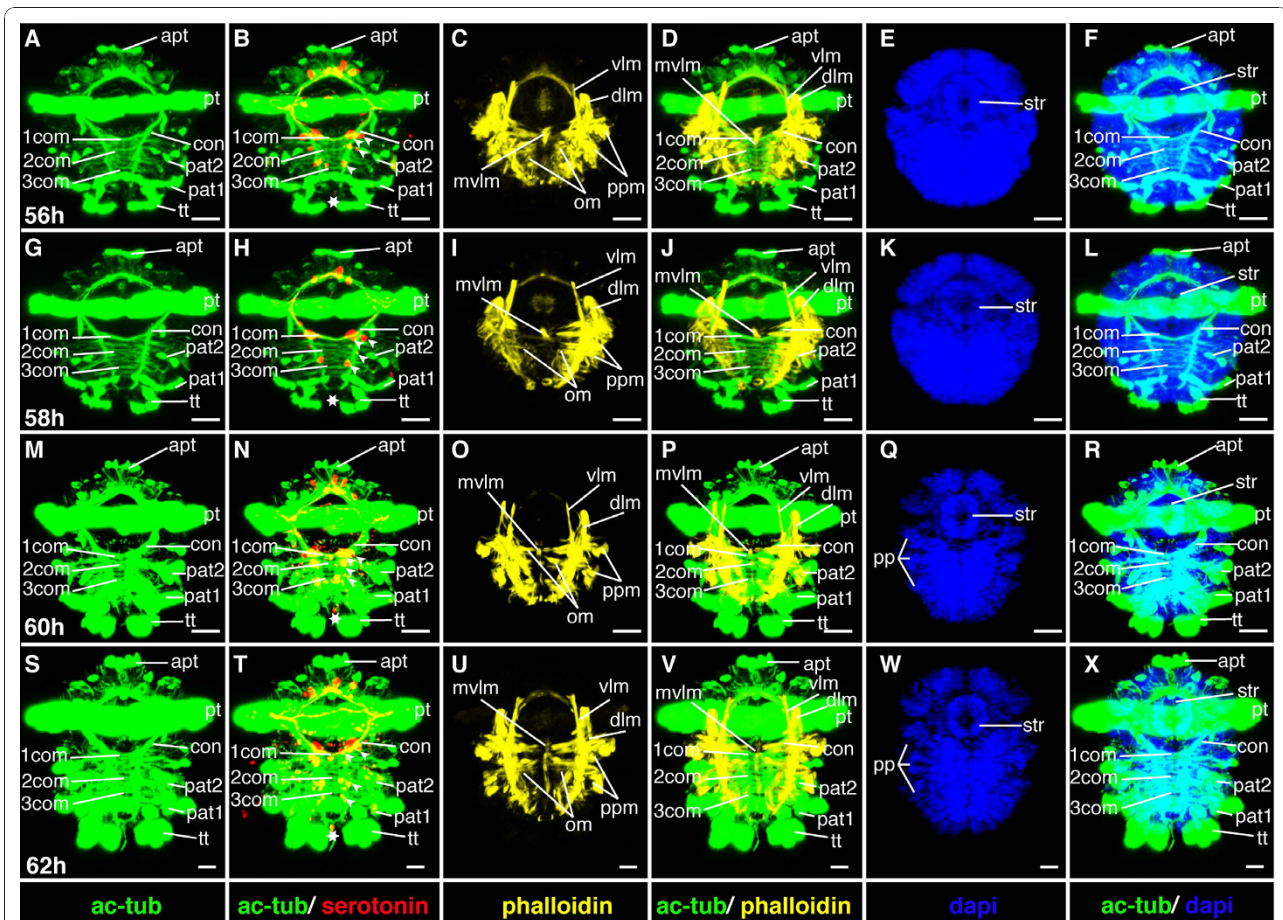 A apt pt 1com 2com 3com con pat2 pat1 tt 56h
B apt 1com 2com 3com con pat2 pat1 tt
C vlm dlm mvlm om ppm
D mvlm vlm dlm pt 1com 2com 3com con pat2 pat1 tt
E str
F apt str pt 1com 2com 3com con pat2 pat1 tt
G apt pt 1com 2com 3com con pat2 pat1 tt 58h
H apt pt 1com 2com 3com con pat2 pat1 tt
I mvlm vlm dlm ppm om
J mvlm vlm dlm pt 1com 2com 3com con pat2 pat1 tt
K str
L apt str pt 1com 2com 3com con pat2 pat1 tt
M apt pt 1com 2com 3com con pat2 pat1 tt 60h
N apt pt 1com 2com 3com con pat2 pat1 tt
O mvlm vlm dlm ppm om
P mvlm vlm dlm pt 1com 2com 3com con pat2 pat1 tt
Q str pp
R apt str pt 1com 2com 3com con pat2 pat1 tt
S apt pt 1com 2com 3com con pat2 pat1 tt 62h
T apt pt 1com 2com 3com con pat2 pat1 tt
U mvlm vlm dlm ppm om
V mvlm vlm dlm pt 1com 2com 3com con pat2 pat1 tt
W str pp
X apt str pt 1com 2com 3com con pat2 pat1 tt
ac-tub ac-tub/ serotonin phalloidin ac-tub/ phalloidin dapi ac-tub/ dapi